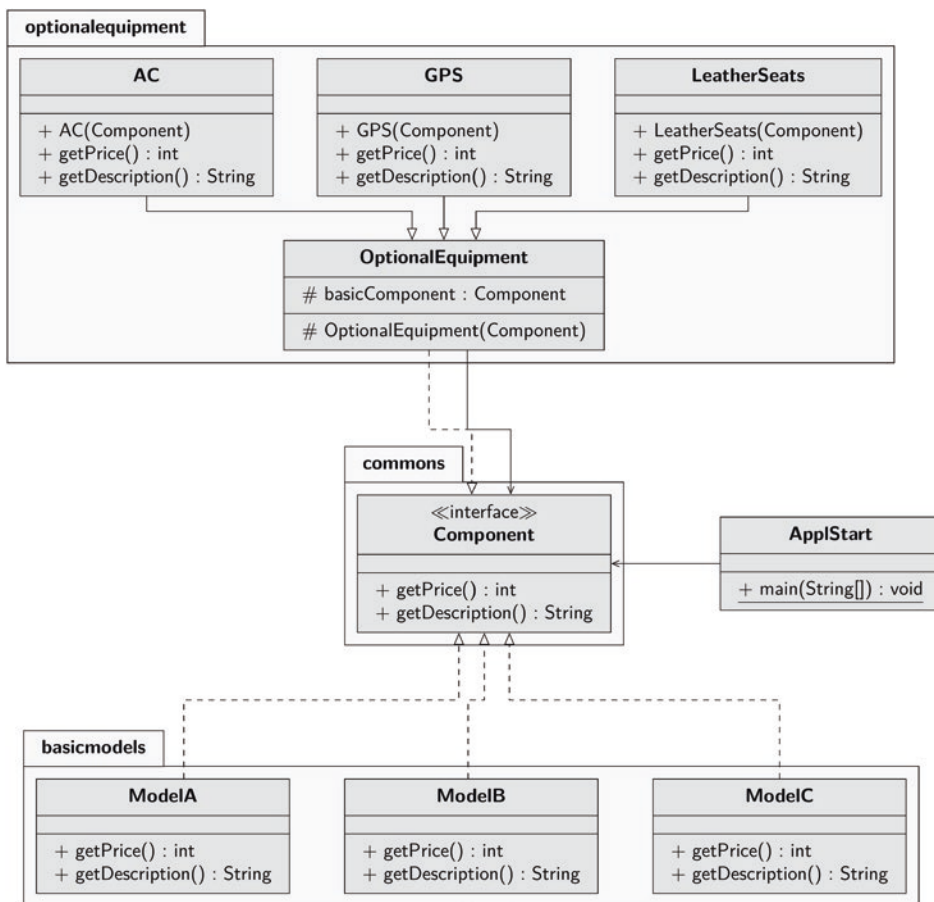 optionalequipment
AC
+ AC(Component)
+ getPrice() : int
+ getDescription() : String
GPS
+ GPS(Component)
+ getPrice() : int
+ getDescription() : String
LeatherSeats
+ LeatherSeats(Component)
+ getPrice() : int
+ getDescription() : String
OptionalEquipment
# basicComponent : Component
# OptionalEquipment(Component)
commons
≪interface≫
Component
+ getPrice() : int
+ getDescription() : String
ApplStart
+ main(String[]) : void
basicmodels
ModelA
+ getPrice() : int
+ getDescription() : String
ModelB
+ getPrice() : int
+ getDescription() : String
ModelC
+ getPrice() : int
+ getDescription() : String